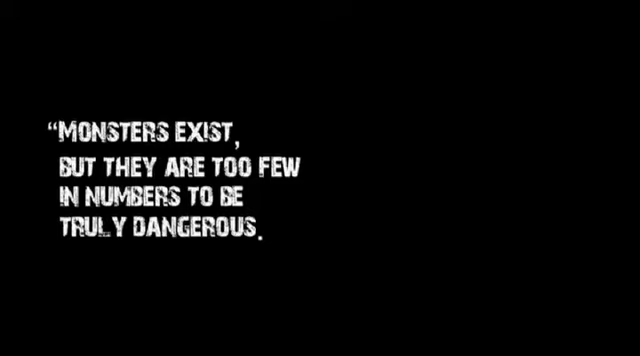 “MONSTERS EXIST,
BUT THEY ARE TOO FEW
IN NUMBERS TO BE
TRULY DANGEROUS.